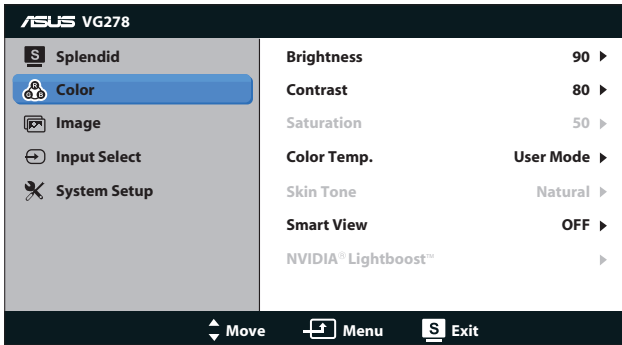 ASUS VG278
S Splendid
R G B Color
Image
Input Select
System Setup
Brightness 90
Contrast 80
Saturation 50
Color Temp. User Mode
Skin Tone Natural
Smart View OFF
NVIDIA® Lightboost™
Move Menu S Exit